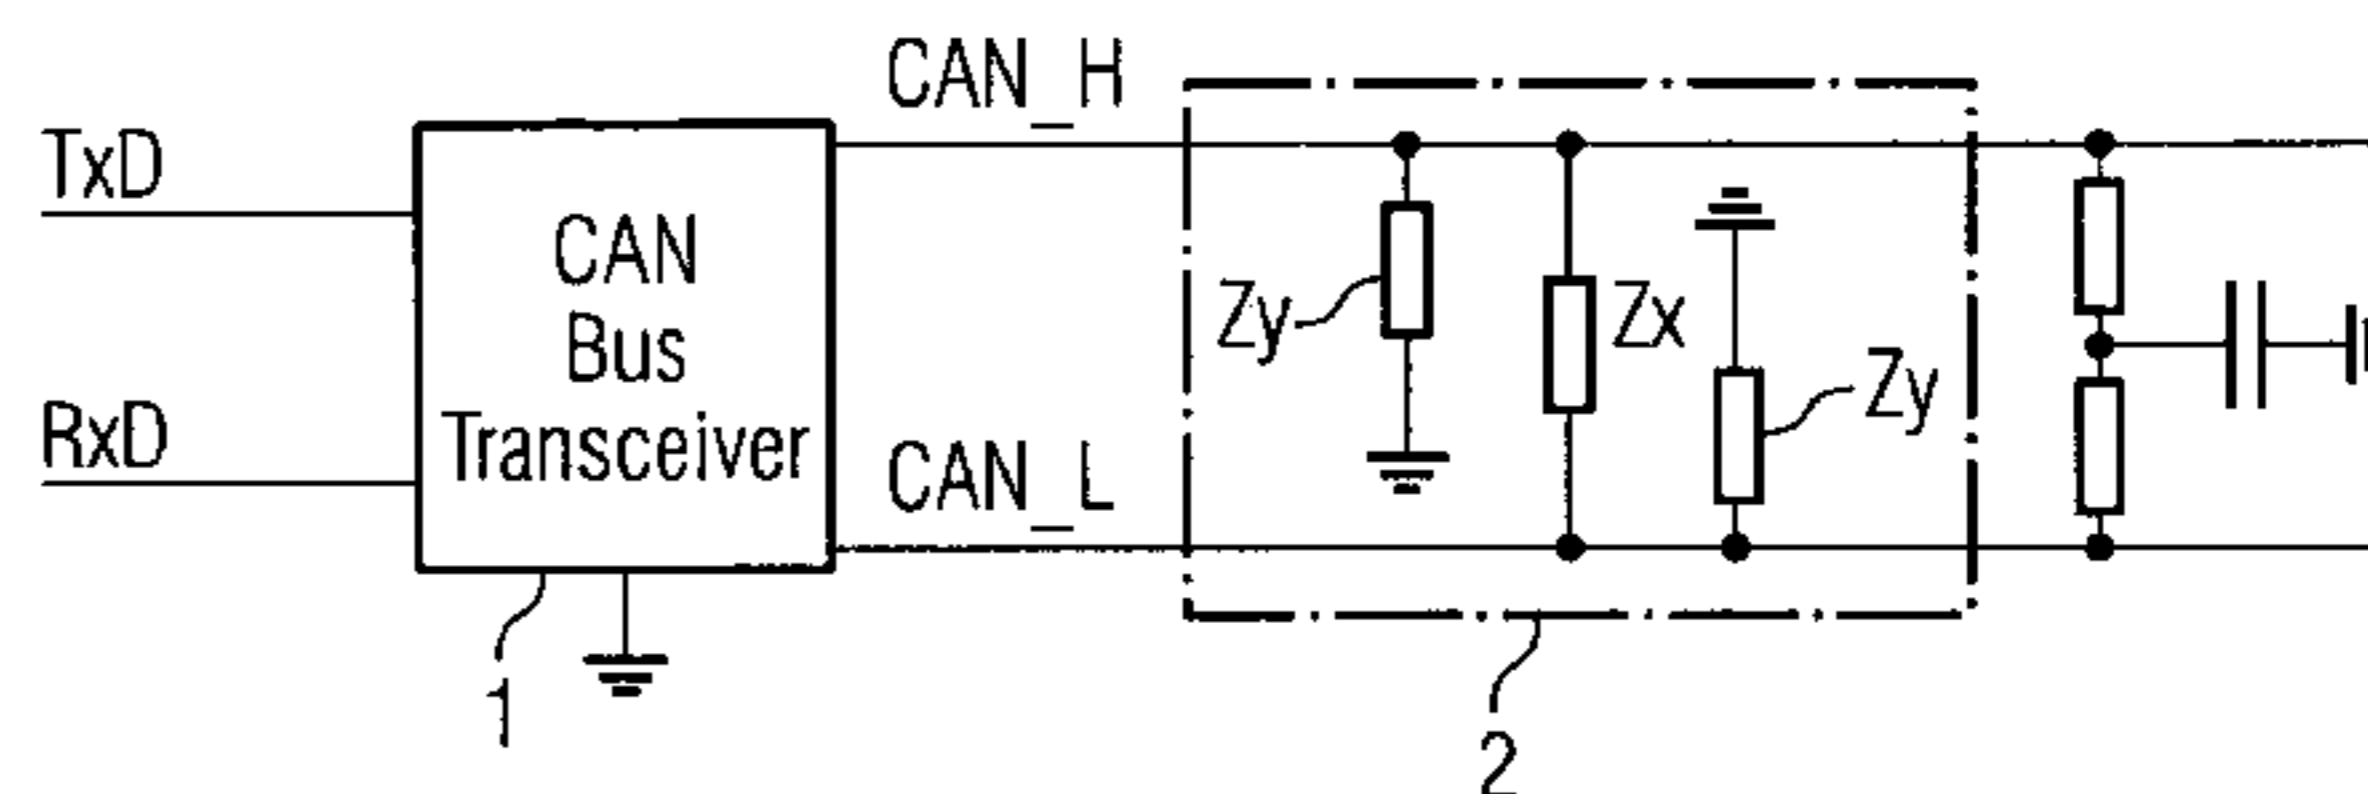 CAN_H
TxD
CAN
Bus
Transceiver
Zy
Zx
Zy
RxD
CAN_L
1
2